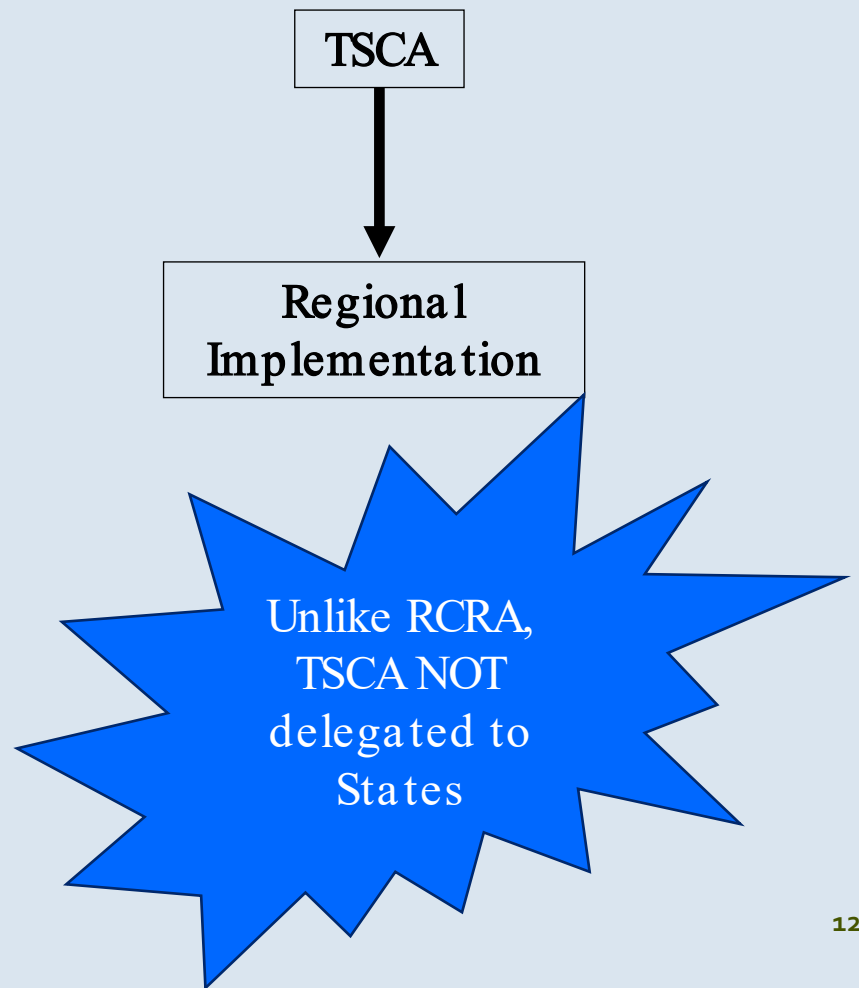 TSCA
Regional
Implementation
Unlike RCRA,
TSCA NOT
delegated to
States
12